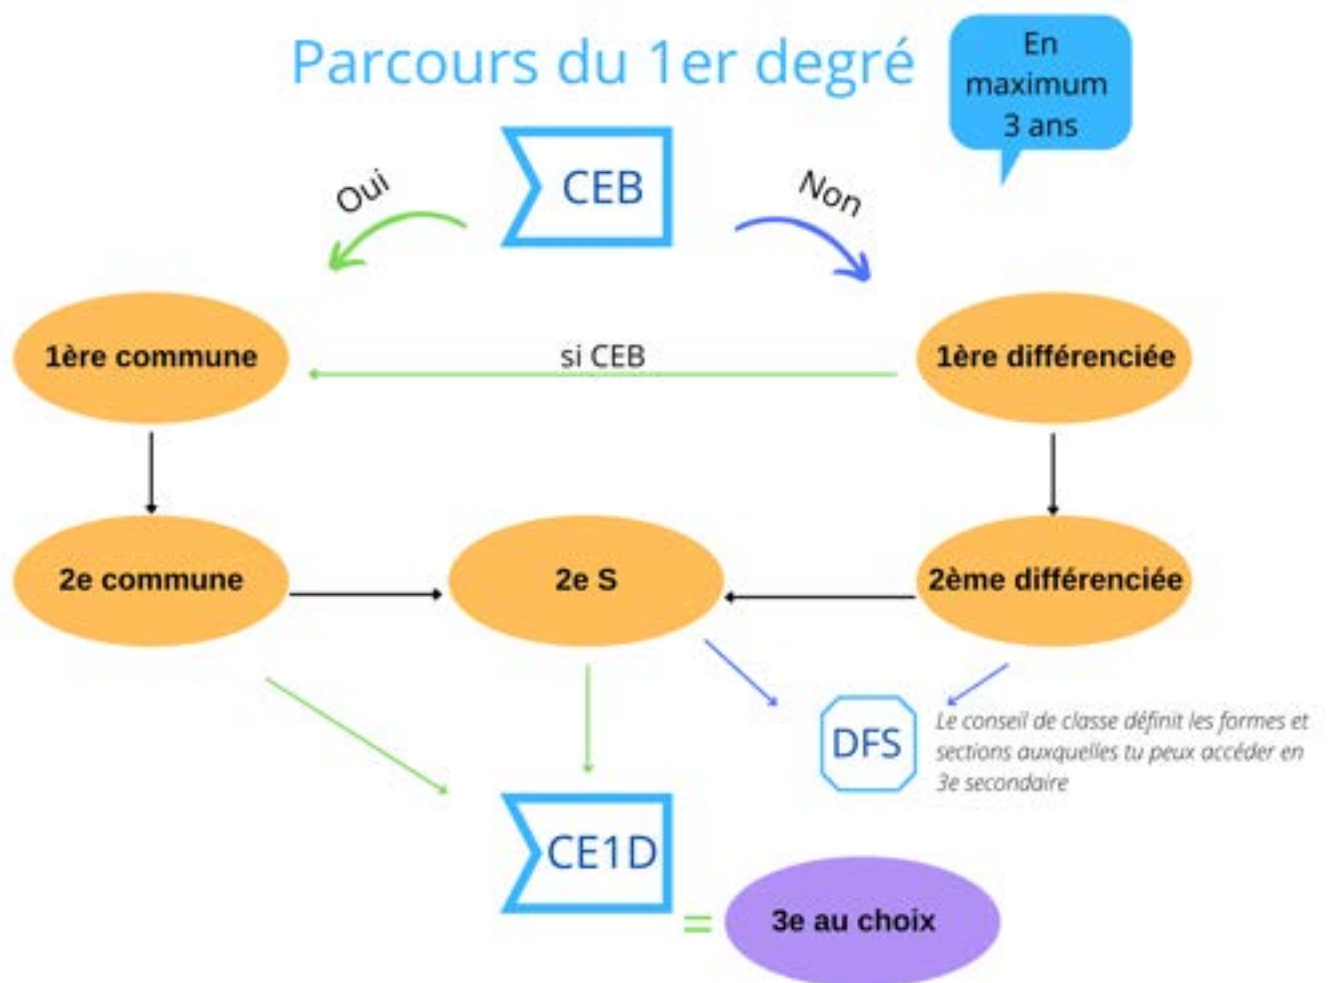 Parcours du 1er degré
En
maximum
3 ans
CEB
Oui
Non
1ère commune
si CEB
1ère différenciée
2e commune
2e S
2ème différenciée
DFS
Le conseil de classe définit les formes et
sections auxquelles tu peux accéder en
3e secondaire
CE1D
=
3e au choix